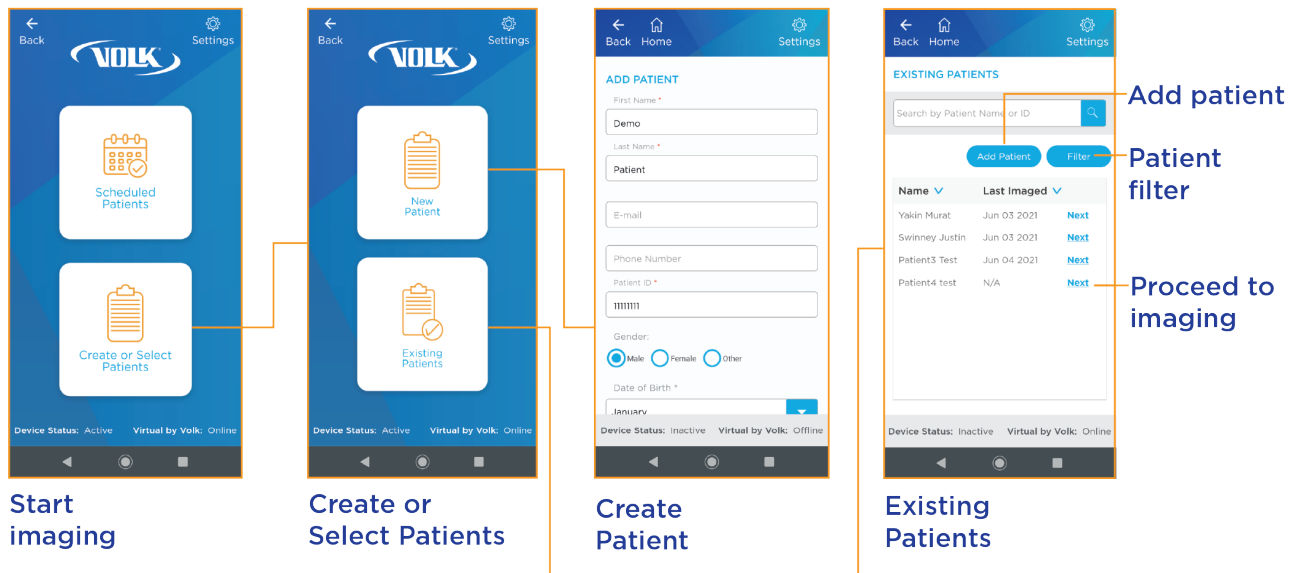 Back
Settings
VOLK
Scheduled
Patients
Create or Select
Patients
Device Status: Active Virtual by Volk: Online
Start
imaging
Back
Settings
VOLK
New
Patient
Existing
Patients
Device Status: Active Virtual by Volk: Online
Create or
Select Patients
Back Home Settings
ADD PATIENT
First Name *
Demo
Last Name *
Patient
E-mail
Phone Number
Patient ID *
11111111
Gender:
Male Female Other
Date of Birth *
January
Device Status: Inactive Virtual by Volk: Offline
Create
Patient
Back Home Settings
EXISTING PATIENTS
Search by Patient Name or ID
Add Patient Filter
Name Last Imaged
Yakin Murat Jun 03 2021 Next
Swinney Justin Jun 03 2021 Next
Patient3 Test Jun 04 2021 Next
Patient4 test N/A Next
Device Status: Inactive Virtual by Volk: Online
Existing
Patients
Add patient
Patient
filter
Proceed to
imaging